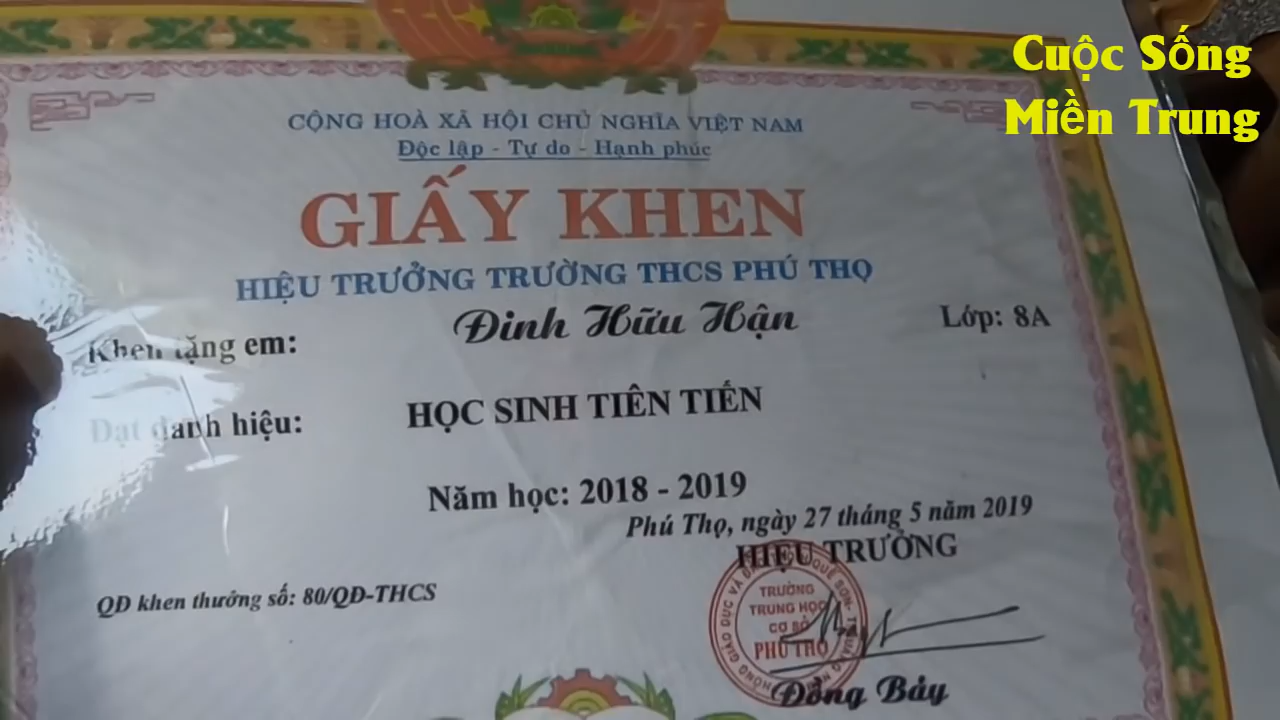 Cuộc Sống
Miền Trung
CỘNG HOÀ XÃ HỘI CHỦ NGHĨA VIỆT NAM
Độc lập - Tự do - Hạnh phúc
GIẤY KHEN
HIỆU TRƯỞNG TRƯỜNG THCS PHÚ THỌ
Khen tặng em: Đinh Hữu Hận Lớp: 8A
Đạt danh hiệu: HỌC SINH TIÊN TIẾN
Năm học: 2018 - 2019
Phú Thọ, ngày 27 tháng 5 năm 2019
HIỆU TRƯỞNG
QĐ khen thưởng số: 80/QĐ-THCS
TRƯỜNG
TRUNG HỌC
CƠ SỞ
PHÚ THỌ
Đồng Bảy